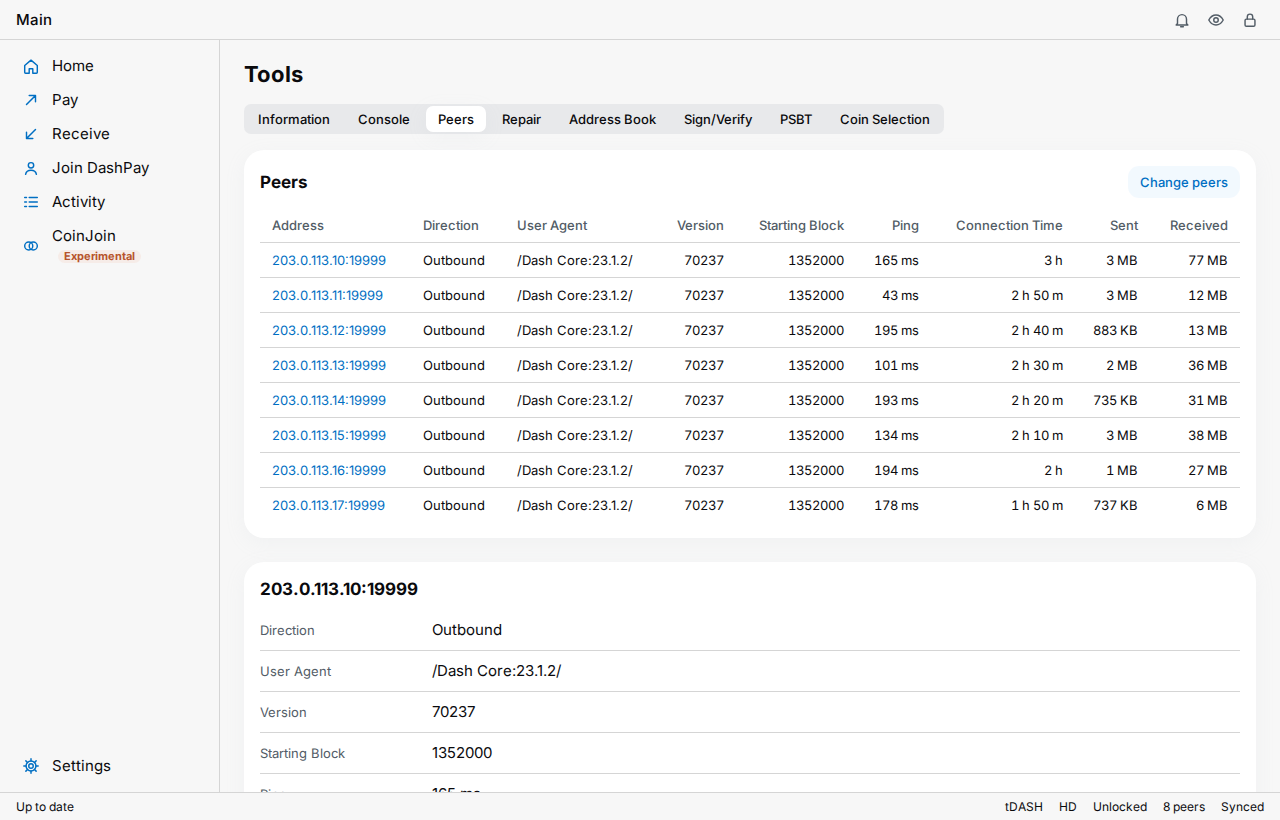 Main
Home
Pay
Receive
Join DashPay
Activity
CoinJoin
Experimental
Settings
Tools
Information Console Peers Repair Address Book Sign/Verify PSBT Coin Selection
Peers
Change peers
Address Direction User Agent Version Starting Block Ping Connection Time Sent Received
203.0.113.10:19999 Outbound /Dash Core:23.1.2/ 70237 1352000 165 ms 3 h 3 MB 77 MB
203.0.113.11:19999 Outbound /Dash Core:23.1.2/ 70237 1352000 43 ms 2 h 50 m 3 MB 12 MB
203.0.113.12:19999 Outbound /Dash Core:23.1.2/ 70237 1352000 195 ms 2 h 40 m 883 KB 13 MB
203.0.113.13:19999 Outbound /Dash Core:23.1.2/ 70237 1352000 101 ms 2 h 30 m 2 MB 36 MB
203.0.113.14:19999 Outbound /Dash Core:23.1.2/ 70237 1352000 193 ms 2 h 20 m 735 KB 31 MB
203.0.113.15:19999 Outbound /Dash Core:23.1.2/ 70237 1352000 134 ms 2 h 10 m 3 MB 38 MB
203.0.113.16:19999 Outbound /Dash Core:23.1.2/ 70237 1352000 194 ms 2 h 1 MB 27 MB
203.0.113.17:19999 Outbound /Dash Core:23.1.2/ 70237 1352000 178 ms 1 h 50 m 737 KB 6 MB
203.0.113.10:19999
Direction Outbound
User Agent /Dash Core:23.1.2/
Version 70237
Starting Block 1352000
Ping 165 ms
Up to date
tDASH HD Unlocked 8 peers Synced